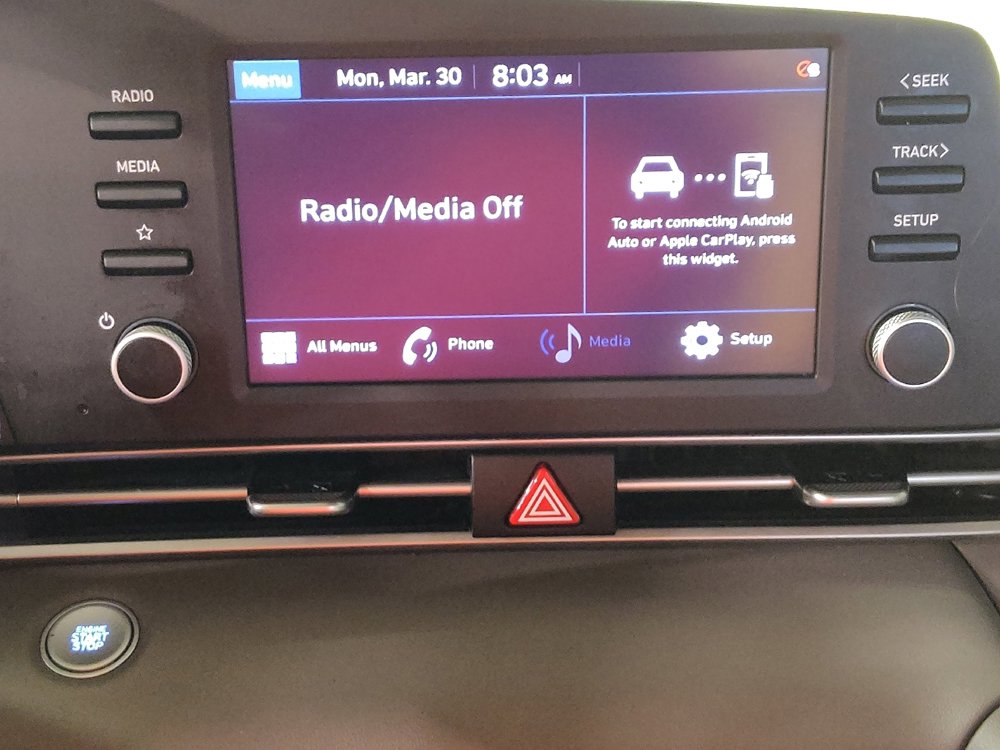 RADIO
MEDIA
Menu
Mon, Mar. 30
8:03 AM
Radio/Media Off
To start connecting Android
Auto or Apple CarPlay, press
this widget.
All Menus
Phone
Media
Setup
< SEEK
TRACK >
SETUP
ENGINE
START
STOP